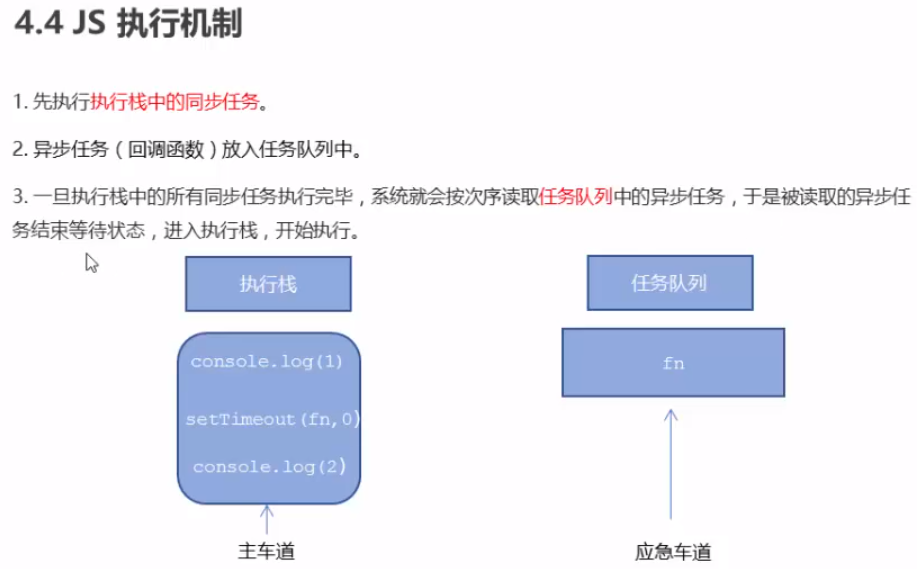 4.4 JS 执行机制
1. 先执行执行栈中的同步任务。
2. 异步任务（回调函数）放入任务队列中。
3. 一旦执行栈中的所有同步任务执行完毕，系统就会按次序读取任务队列中的异步任务，于是被读取的异步任
务结束等待状态，进入执行栈，开始执行。
执行栈
任务队列
console.log(1)
fn
setTimeout(fn,0)
console.log(2)
主车道
应急车道